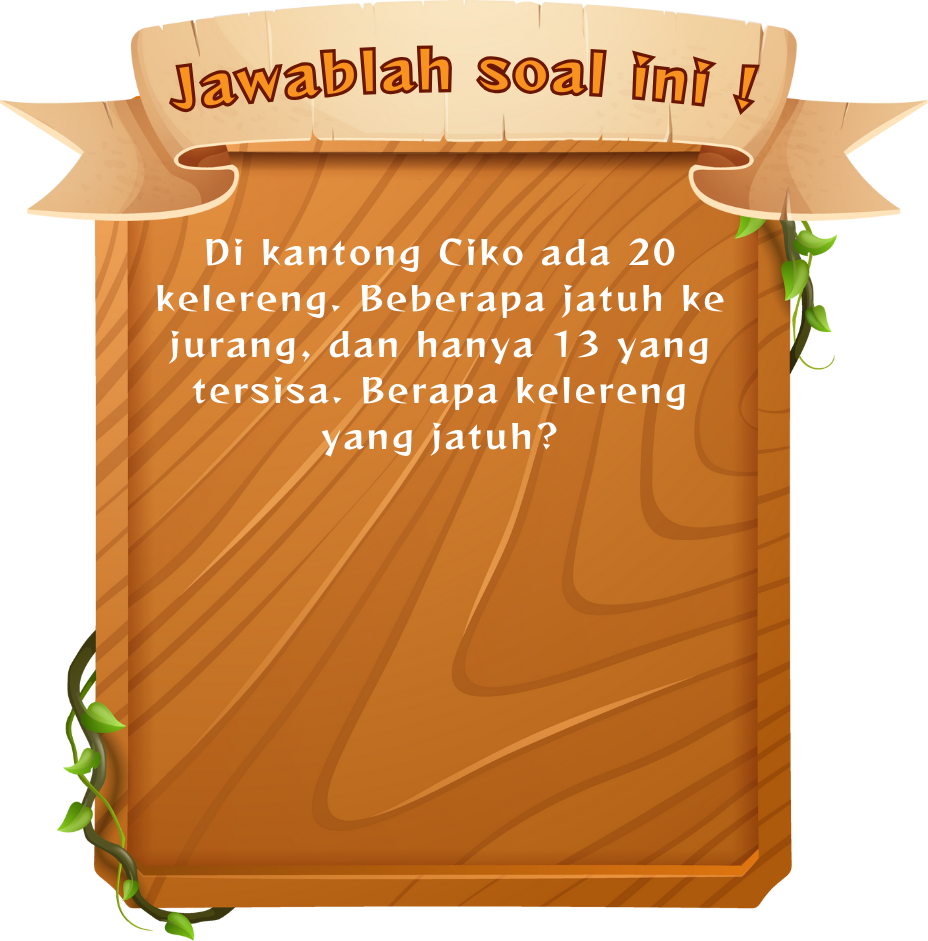 Jawablah soal ini !
Di kantong Ciko ada 20
kelereng. Beberapa jatuh ke
jurang, dan hanya 13 yang
tersisa. Berapa kelereng
yang jatuh?